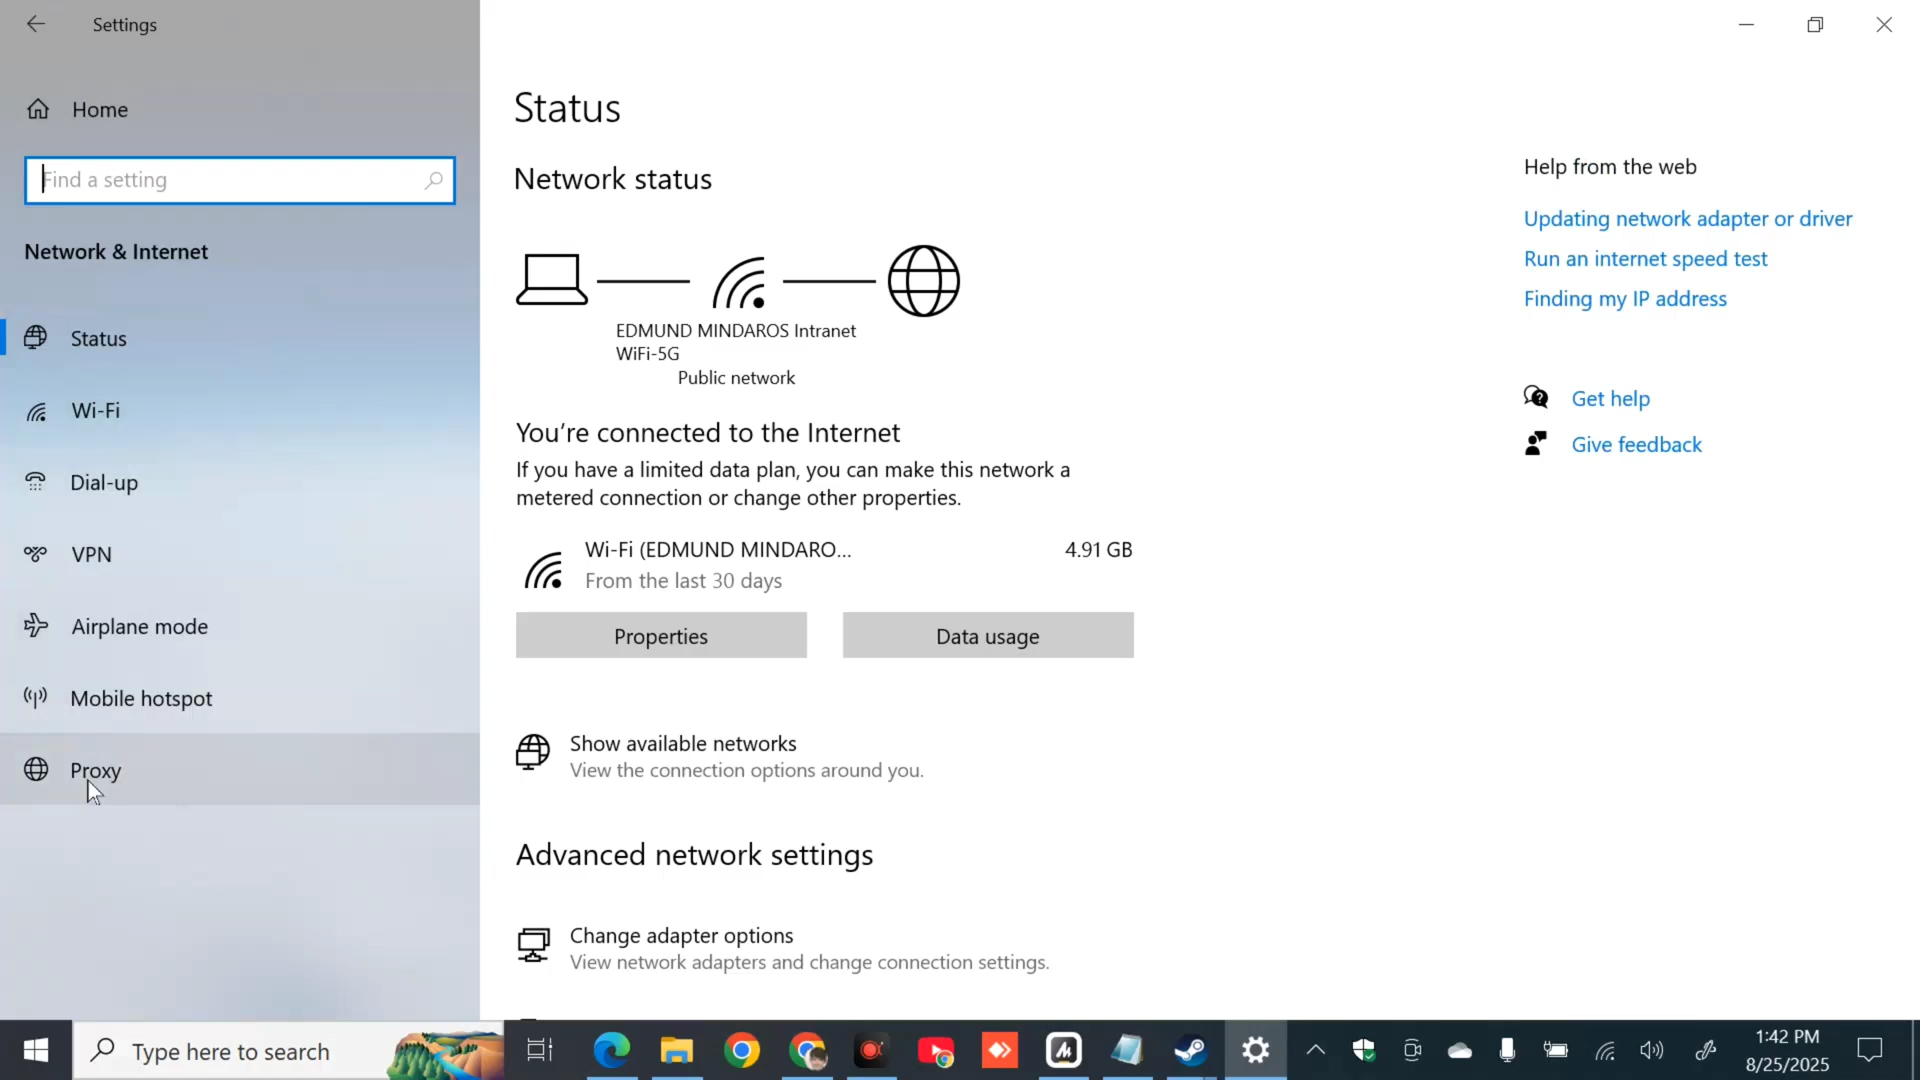 Settings
Home
Find a setting
Network & Internet
Status
Wi-Fi
Dial-up
VPN
Airplane mode
Mobile hotspot
Proxy
Status
Network status
EDMUND MINDAROS Intranet
WiFi-5G
Public network
You're connected to the Internet
If you have a limited data plan, you can make this network a
metered connection or change other properties.
Wi-Fi (EDMUND MINDARO... 4.91 GB
From the last 30 days
Properties Data usage
Show available networks
View the connection options around you.
Advanced network settings
Change adapter options
View network adapters and change connection settings.
Help from the web
Updating network adapter or driver
Run an internet speed test
Finding my IP address
Get help
Give feedback
Type here to search
1:42 PM
8/25/2025